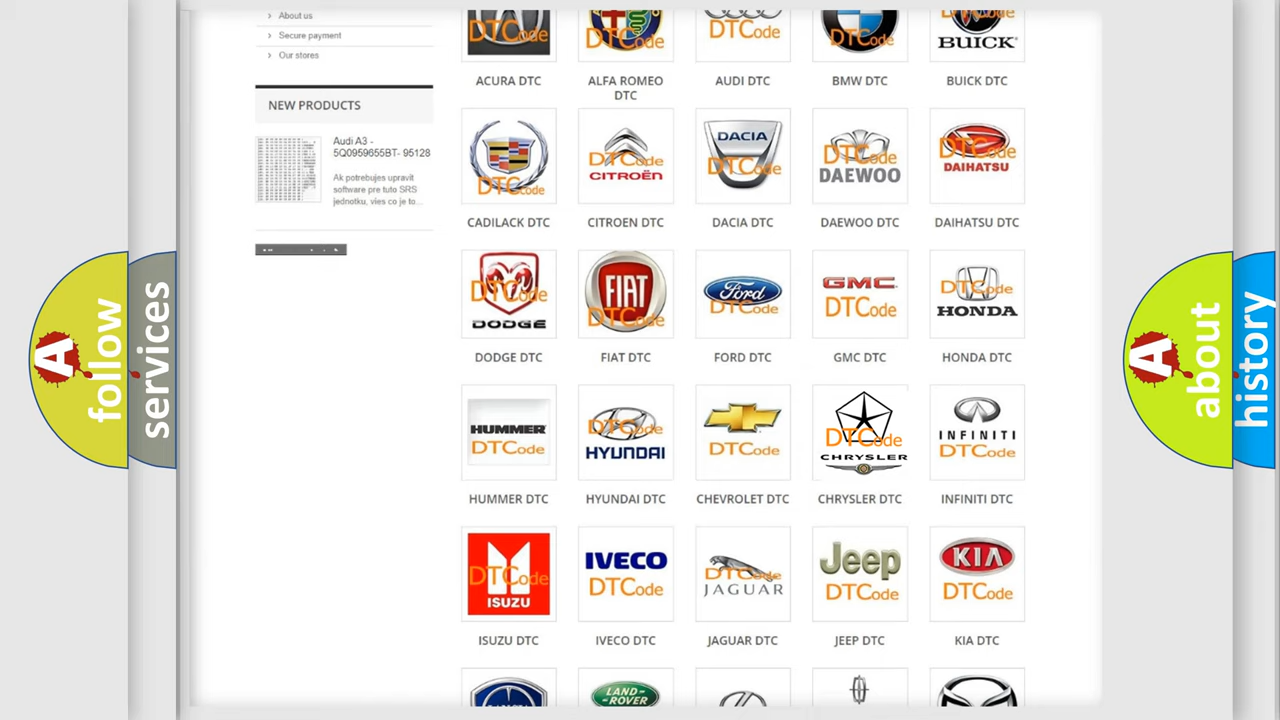 About us
Secure payment
Our stores
NEW PRODUCTS
Audi A3 -
5Q0959655BT- 95128
Ak potrebujes upravit
software pre tuto SRS
jednotku, vies co je to...
DTCode DTCode DTCode DTCode BUICK
ACURA DTC ALFA ROMEO DTC AUDI DTC BMW DTC BUICK DTC
DTCode DTCode CITROËN DACIA DTCode DTCode DAEWOO DTCode DAIHATSU
CADILACK DTC CITROEN DTC DACIA DTC DAEWOO DTC DAIHATSU DTC
DTCode DODGE FIAT DTCode Ford DTCode GMC DTCode DTCode HONDA
DODGE DTC FIAT DTC FORD DTC GMC DTC HONDA DTC
HUMMER DTCode DTCode HYUNDAI DTCode DTCode CHRYSLER INFINITI DTCode
HUMMER DTC HYUNDAI DTC CHEVROLET DTC CHRYSLER DTC INFINITI DTC
DTCode ISUZU IVECO DTCode DTCode JAGUAR Jeep DTCode KIA DTCode
ISUZU DTC IVECO DTC JAGUAR DTC JEEP DTC KIA DTC
LAND-
ROVER
A follow
services
A about
history